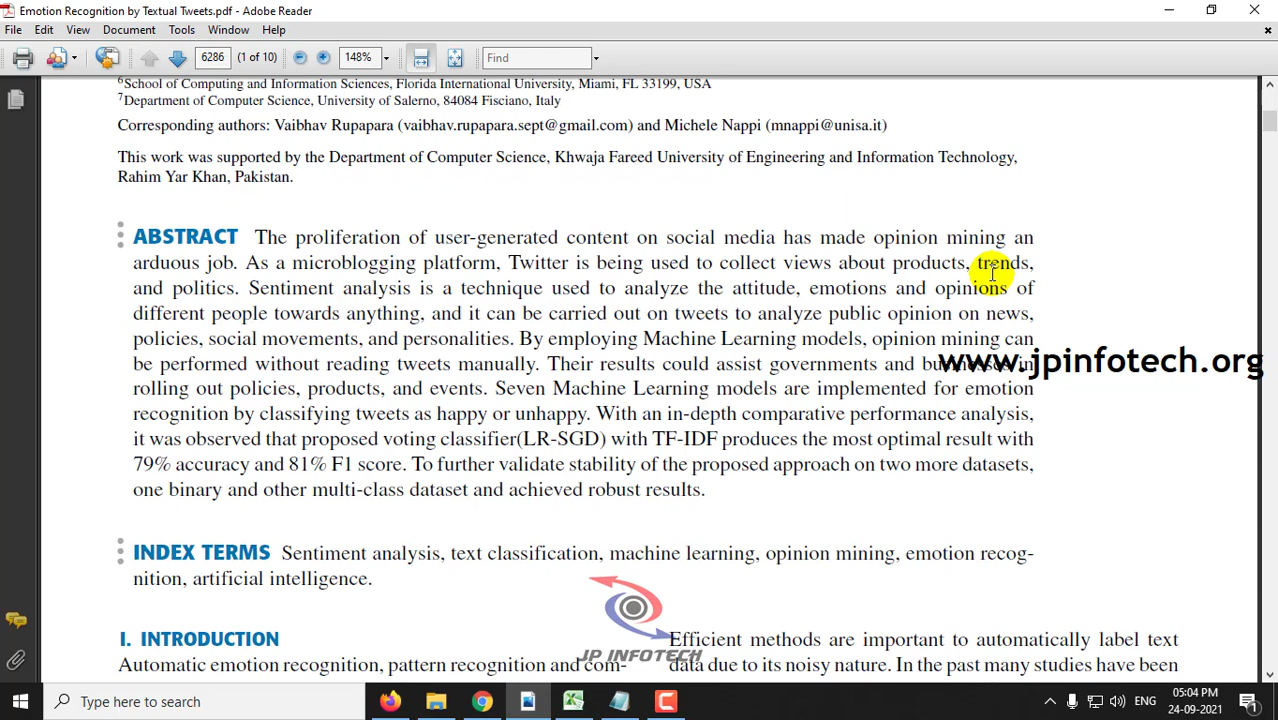 Emotion Recognition by Textual Tweets.pdf - Adobe Reader
File Edit View Document Tools Window Help
6286 (1 of 10) 148% Find
6School of Computing and Information Sciences, Florida International University, Miami, FL 33199, USA
7Department of Computer Science, University of Salerno, 84084 Fisciano, Italy
Corresponding authors: Vaibhav Rupapara (vaibhav.rupapara.sept@gmail.com) and Michele Nappi (mnappi@unisa.it)
This work was supported by the Department of Computer Science, Khwaja Fareed University of Engineering and Information Technology,
Rahim Yar Khan, Pakistan.
ABSTRACT The proliferation of user-generated content on social media has made opinion mining an
arduous job. As a microblogging platform, Twitter is being used to collect views about products, trends,
and politics. Sentiment analysis is a technique used to analyze the attitude, emotions and opinions of
different people towards anything, and it can be carried out on tweets to analyze public opinion on news,
policies, social movements, and personalities. By employing Machine Learning models, opinion mining can
be performed without reading tweets manually. Their results could assist governments and businesses in
www.jpinfotech.org
rolling out policies, products, and events. Seven Machine Learning models are implemented for emotion
recognition by classifying tweets as happy or unhappy. With an in-depth comparative performance analysis,
it was observed that proposed voting classifier(LR-SGD) with TF-IDF produces the most optimal result with
79% accuracy and 81% F1 score. To further validate stability of the proposed approach on two more datasets,
one binary and other multi-class dataset and achieved robust results.
INDEX TERMS Sentiment analysis, text classification, machine learning, opinion mining, emotion recog-
nition, artificial intelligence.
I. INTRODUCTION
Automatic emotion recognition, pattern recognition and com-
Efficient methods are important to automatically label text
data due to its noisy nature. In the past many studies have been
JP INFOTECH
Type here to search
ENG
05:04 PM
24-09-2021
1